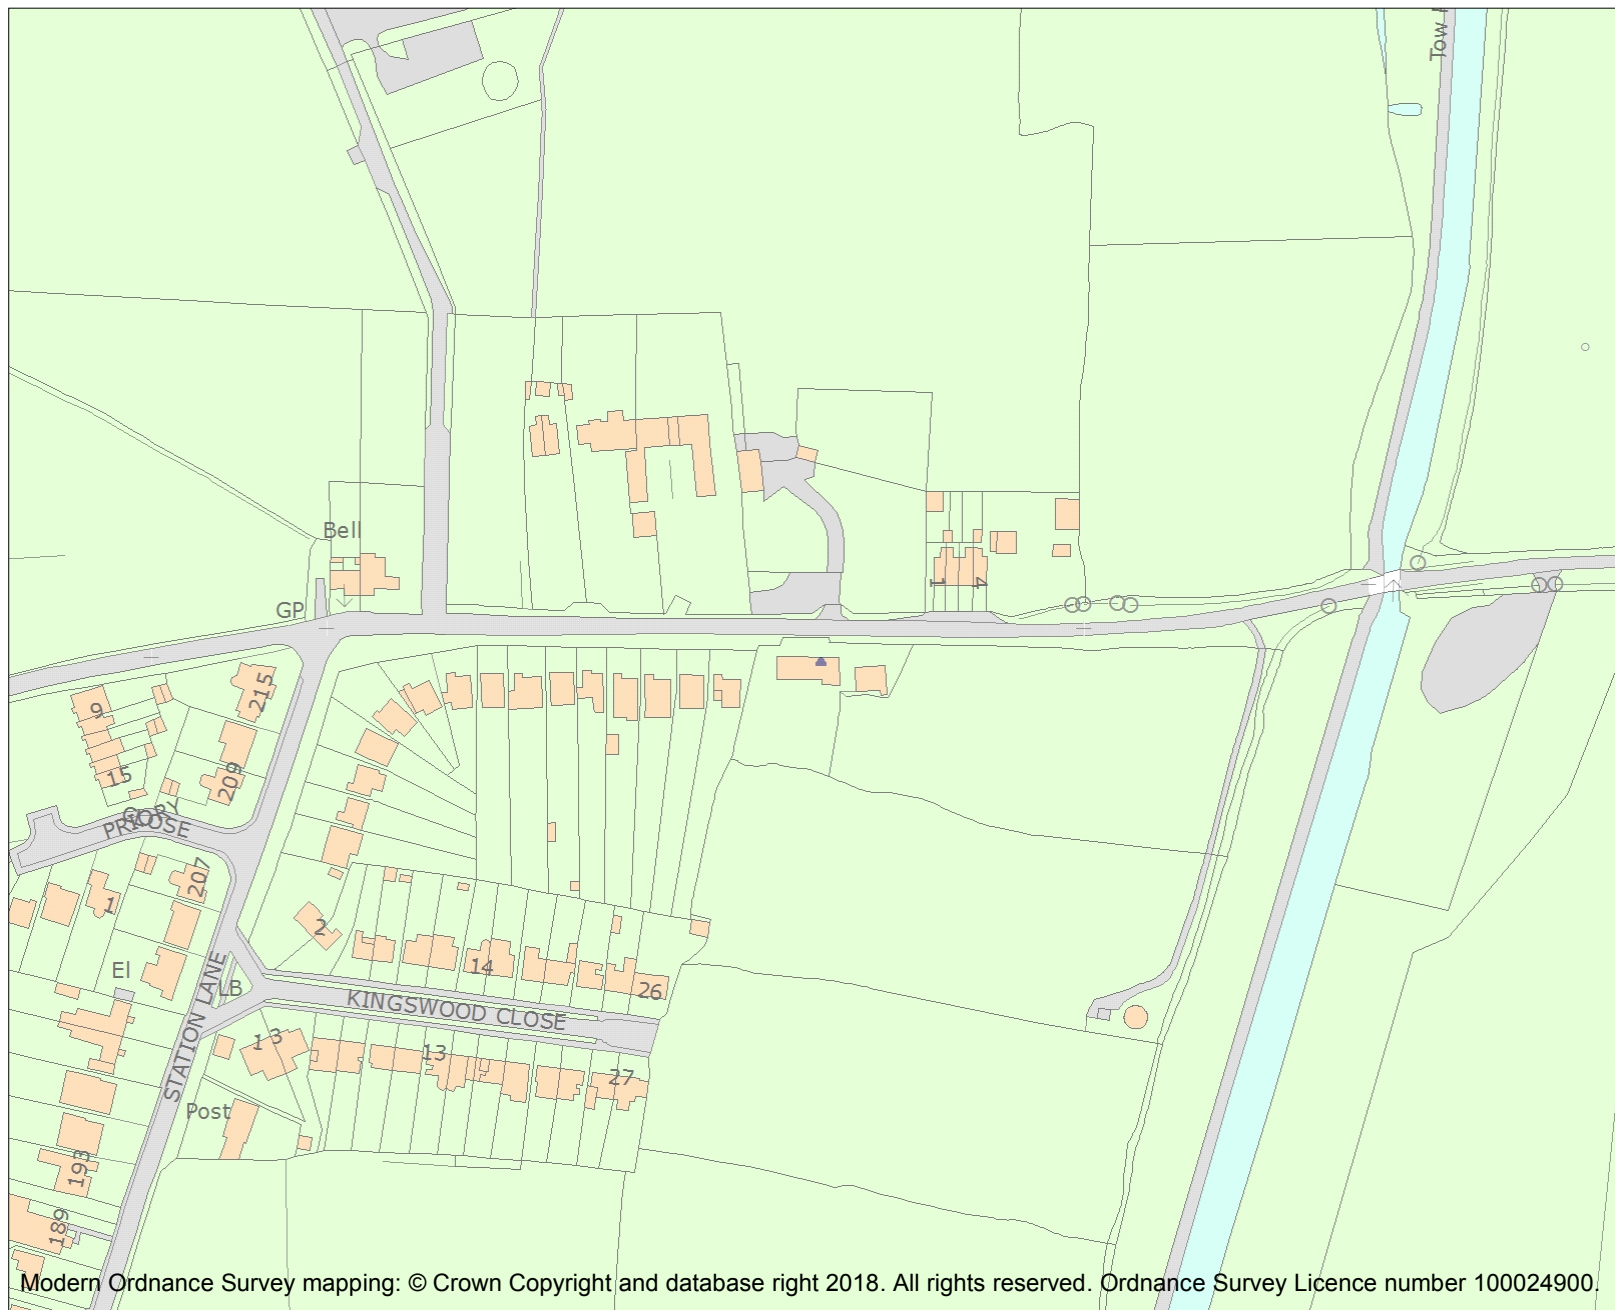 Tow
Bell
GP
1
4
215
9
209
15
PRIORY
CLOSE
207
1
2
El
LB
14
26
STATION LANE
KINGSWOOD CLOSE
1 3
13
27
Post
193
189
Modern Ordnance Survey mapping: © Crown Copyright and database right 2018. All rights reserved. Ordnance Survey Licence number 100024900.